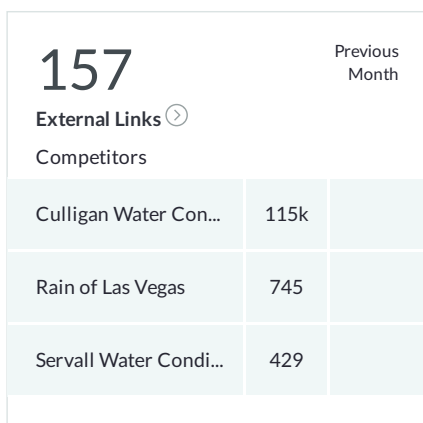 157
Previous
Month
External Links
Competitors
Culligan Water Con... 115k
Rain of Las Vegas 745
Servall Water Condi... 429